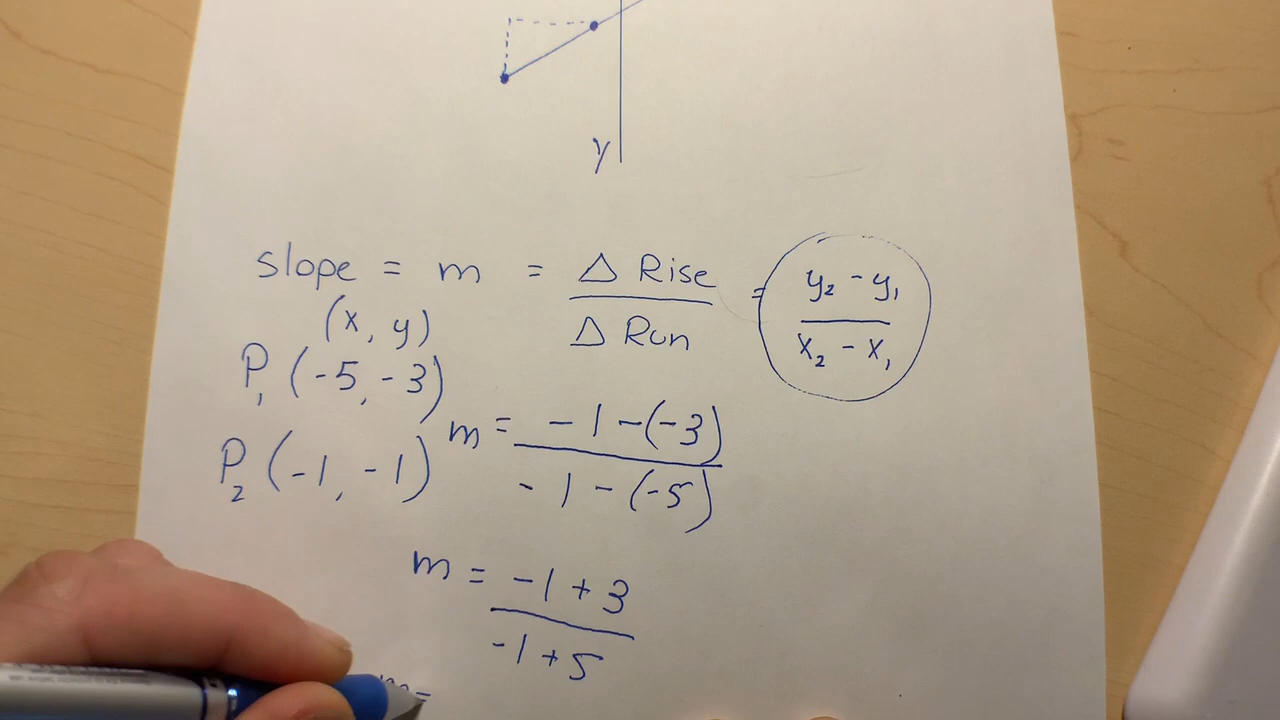 y
slope = m = Δ Rise / Δ Run = y₂ - y₁ / x₂ - x₁
(x, y)
P₁ (-5, -3)
P₂ (-1, -1)
m = -1 - (-3) / -1 - (-5)
m = -1 + 3 / -1 + 5
m =